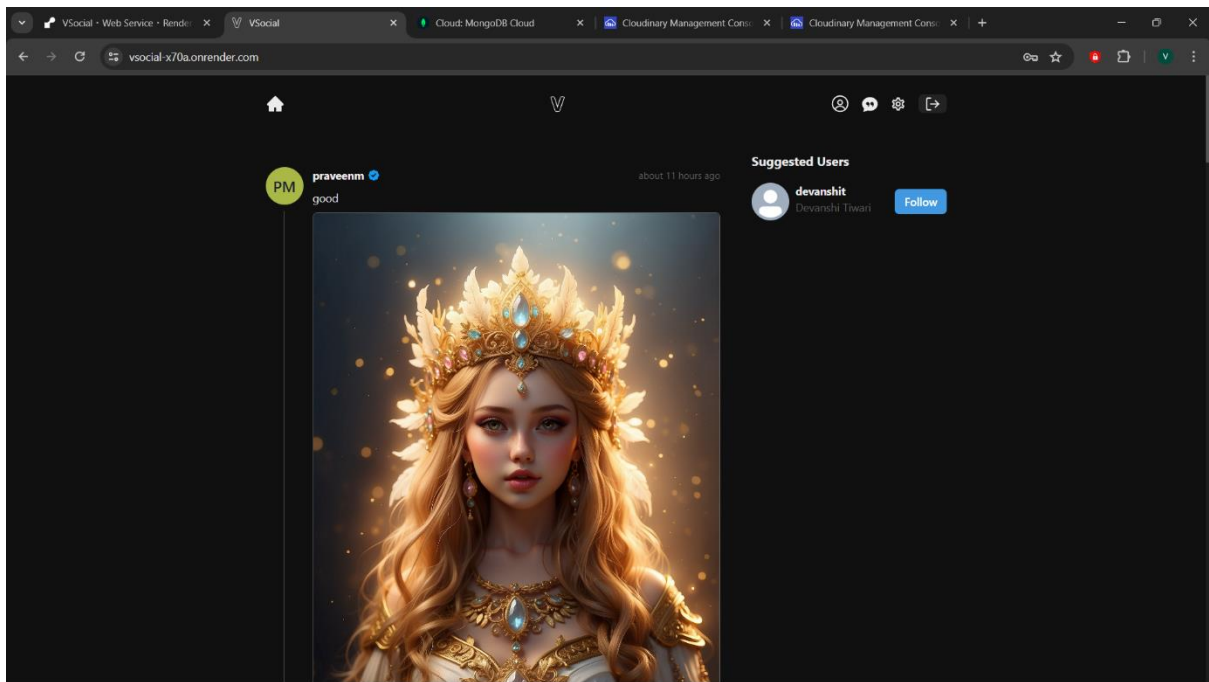 VSocial · Web Service · Render
VSocial
Cloud: MongoDB Cloud
Cloudinary Management Conso
Cloudinary Management Conso
vsocial-x70a.onrender.com
V
V
praveenm
about 11 hours ago
PM
good
Suggested Users
devanshit
Devanshi Tiwari
Follow